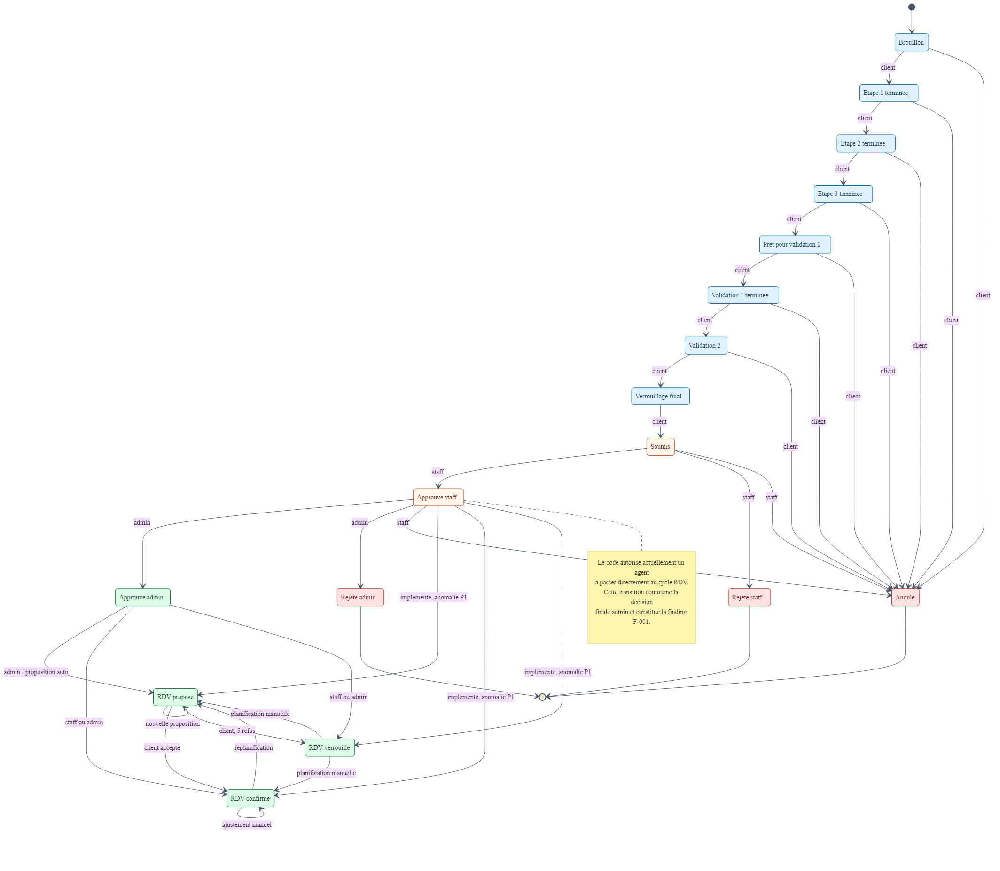 Brouillon
client
Etape 1 terminee
client
Etape 2 terminee
client
Etape 3 terminee
client
Pret pour validation 1
client
Validation 1 terminee
client
client
client
Validation 2
client
client
Verrouillage final
client
client
client
client
Soumis
client
staff
Approuve staff
staff
staff
admin
admin
staff
Le code autorise actuellement un
agent
a passer directement au cycle RDV.
Cette transition contourne la
decision
finale admin et constitue la finding
F-001.
Approuve admin
Rejete admin
implemente, anomalie P1
Rejete staff
Annule
admin / proposition auto
implemente, anomalie P1
RDV propose
staff ou admin
implemente, anomalie P1
planification manuelle
staff ou admin
nouvelle proposition
client, 5 refus
client accepte
replanification
RDV verrouille
planification manuelle
RDV confirme
ajustement manuel